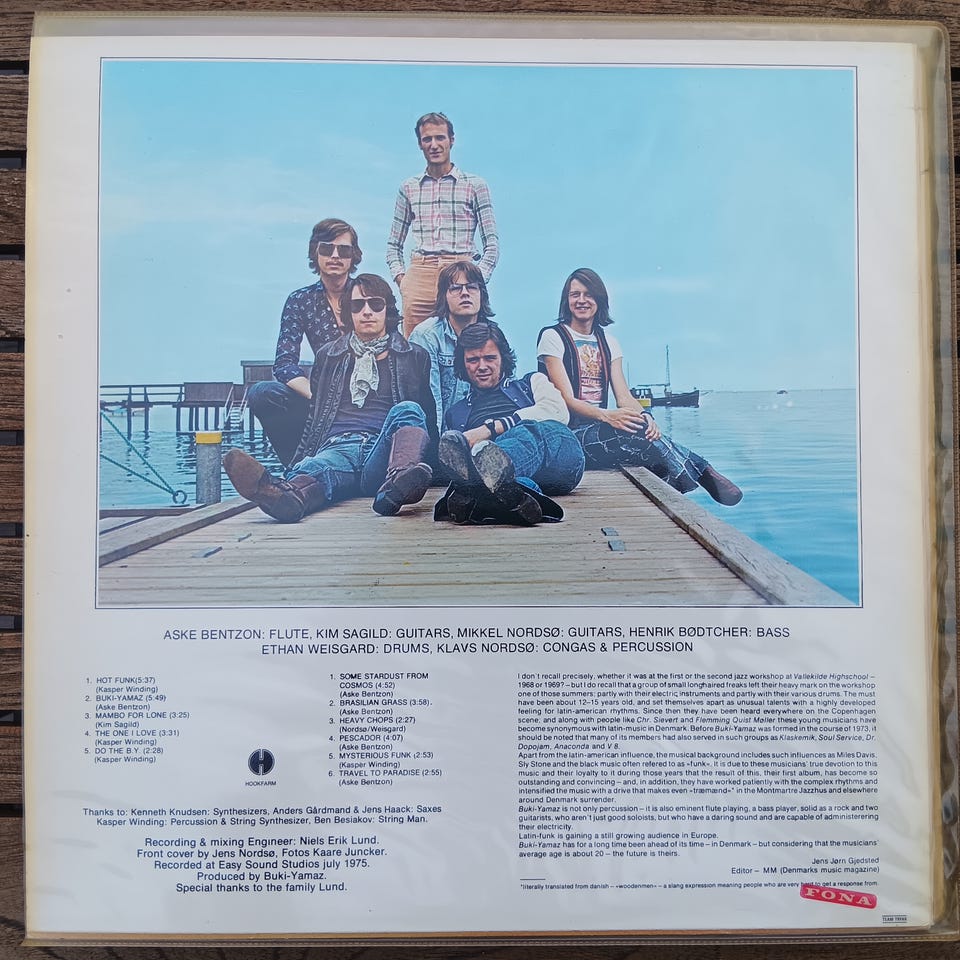 ASKE BENTZON: FLUTE, KIM SAGILD: GUITARS, MIKKEL NORDSØ: GUITARS, HENRIK BØDTCHER: BASS
ETHAN WEISGARD: DRUMS, KLAVS NORDSØ: CONGAS & PERCUSSION
1. HOT FUNK(5:37)
(Kasper Winding)
2. BUKI-YAMAZ (5:49)
(Aske Bentzon)
3. MAMBO FOR LONE (3:25)
(Kim Sagild)
4. THE ONE I LOVE (3:31)
(Kasper Winding)
5. DO THE B.Y. (2:28)
(Kasper Winding)
HOOKFARM
1. SOME STARDUST FROM
COSMOS (4:52)
(Aske Bentzon)
2. BRASILIAN GRASS (3:58).
(Aske Bentzon)
3. HEAVY CHOPS (2:27)
(Nordsø/Weisgard)
4. PESCADOR (4:07)
(Aske Bentzon)
5. MYSTERIOUS FUNK (2:53)
(Kasper Winding)
6. TRAVEL TO PARADISE (2:55)
(Aske Bentzon)
Thanks to: Kenneth Knudsen: Synthesizers, Anders Gårdmand & Jens Haack: Saxes
Kasper Winding: Percussion & String Synthesizer, Ben Besiakov: String Man.
Recording & mixing Engineer: Niels Erik Lund.
Front cover by Jens Nordsø, Fotos Kaare Juncker.
Recorded at Easy Sound Studios july 1975.
Produced by Buki-Yamaz.
Special thanks to the family Lund.
I don't recall precisely, whether it was at the first or the second jazz workshop at Vallekilde Highschool –
1968 or 1969? – but I do recall that a group of small longhaired freaks left their heavy mark on the workshop
one of those summers: partly with their electric instruments and partly with their various drums. The must
have been about 12–15 years old, and set themselves apart as unusual talents with a highly developed
feeling for latin-american rhythms. Since then they have been heard everywhere on the Copenhagen
scene; and along with people like Chr. Sievert and Flemming Quist Møller these young musicians have
become synonymous with latin-music in Denmark. Before Buki-Yamaz was formed in the course of 1973, it
should be noted that many of its members had also served in such groups as Klaskemik, Soul Service, Dr.
Dopojam, Anaconda and V 8.
Apart from the latin-american influence, the musical background includes such influences as Miles Davis,
Sly Stone and the black music often refered to as «funk». It is due to these musicians' true devotion to this
music and their loyalty to it during those years that the result of this, their first album, has become so
outstanding and convincing – and, in addition, they have worked patiently with the complex rhythms and
intensified the music with a drive that makes even «træmænd»* in the Montmartre Jazzhus and elsewhere
around Denmark surrender.
Buki-Yamaz is not only percussion – it is also eminent flute playing, a bass player, solid as a rock and two
guitarists, who aren't just good soloists, but who have a daring sound and are capable of administerering
their electricity.
Latin-funk is gaining a still growing audience in Europe.
Buki-Yamaz has for a long time been ahead of its time – in Denmark – but considering that the musicians'
average age is about 20 – the future is theirs.
Jens Jørn Gjedsted
Editor – MM (Denmarks music magazine)
*literally translated from danish – «woodenmen» – a slang expression meaning people who are very hard to get a response from.
FONA